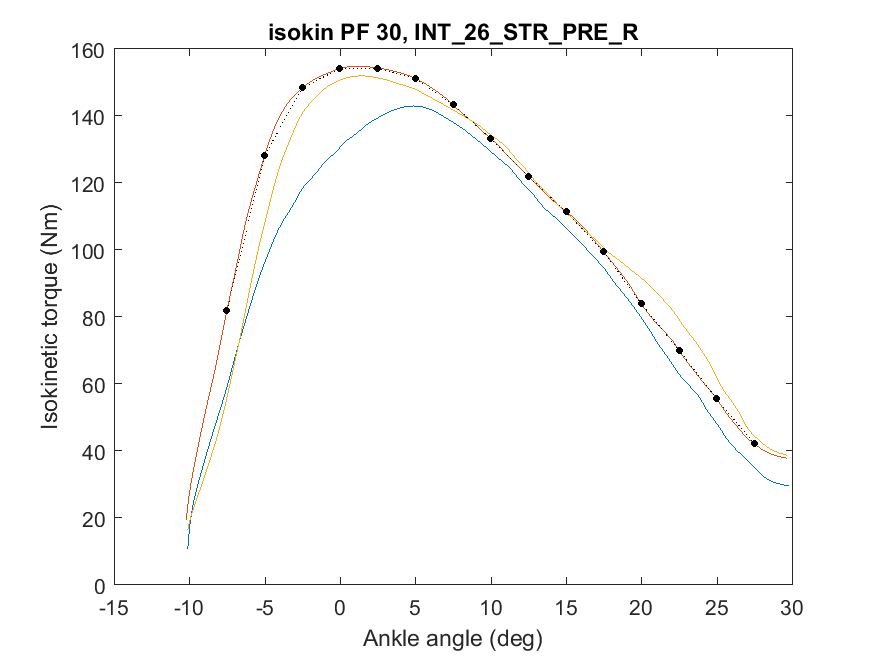 isokin PF 30, INT_26_STR_PRE_R
160
140
120
100
80
60
40
20
0
Isokinetic torque (Nm)
-15 -10 -5 0 5 10 15 20 25 30
Ankle angle (deg)